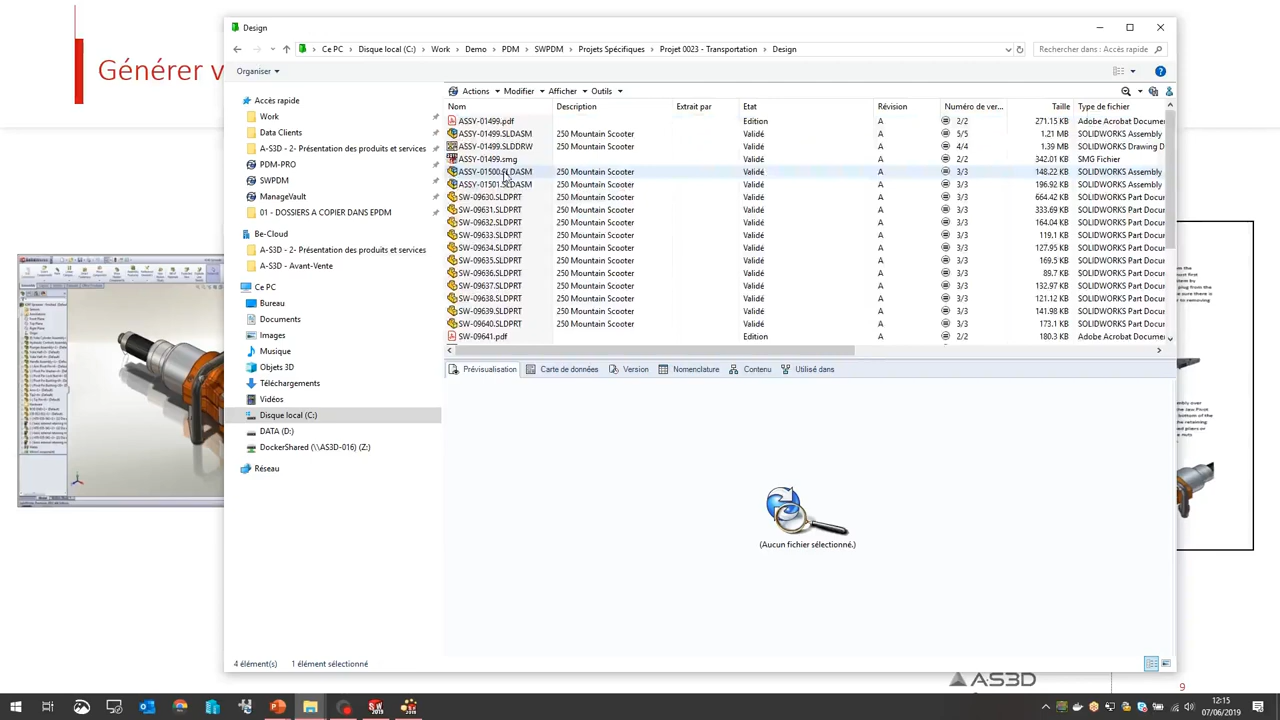 Générer v
Design
Ce PC
Disque local (C:)
Work
Demo
PDM
SWPDM
Projets Spécifiques
Projet 0023 - Transportation
Design
Rechercher dans : Accès rapide
Organiser
Accès rapide
Work
Data Clients
A-S3D - 2- Présentation des produits et services
PDM-PRO
SWPDM
ManageVault
01 - DOSSIERS A COPIER DANS EPDM
Be-Cloud
A-S3D - 2- Présentation des produits et services
A-S3D - Avant-Vente
Ce PC
Bureau
Documents
Images
Musique
Objets 3D
Téléchargements
Vidéos
Disque local (C:)
DATA (D:)
DockerShared (\\AS3D-016) (Z:)
Réseau
Actions Modifier Afficher Outils
Nom Description Extrait par Etat Révision Numéro de ver... Taille Type de fichier
ASSY-01499.pdf Edition 2/2 271.15 KB Adobe Acrobat Docume
ASSY-01499.SLDASM 250 Mountain Scooter Validé A 5/5 1.21 MB SOLIDWORKS Assembly
ASSY-01499.SLDDRW 250 Mountain Scooter Validé A 4/4 1.39 MB SOLIDWORKS Drawing D
ASSY-01499.smg Validé A 2/2 342.01 KB SMG Fichier
ASSY-01500.SLDASM 250 Mountain Scooter Validé A 3/3 148.22 KB SOLIDWORKS Assembly
ASSY-01501.SLDASM 250 Mountain Scooter Validé A 3/3 196.92 KB SOLIDWORKS Assembly
SW-09630.SLDPRT 250 Mountain Scooter Validé A 3/3 664.42 KB SOLIDWORKS Part Docum
SW-09631.SLDPRT 250 Mountain Scooter Validé A 3/3 333.69 KB SOLIDWORKS Part Docum
SW-09632.SLDPRT 250 Mountain Scooter Validé A 3/3 164.04 KB SOLIDWORKS Part Docum
SW-09633.SLDPRT 250 Mountain Scooter Validé A 3/3 119.1 KB SOLIDWORKS Part Docum
SW-09634.SLDPRT 250 Mountain Scooter Validé A 3/3 127.95 KB SOLIDWORKS Part Docum
SW-09635.SLDPRT 250 Mountain Scooter Validé A 3/3 169.5 KB SOLIDWORKS Part Docum
SW-09636.SLDPRT 250 Mountain Scooter Validé A 3/3 89.6 KB SOLIDWORKS Part Docum
SW-09637.SLDPRT 250 Mountain Scooter Validé A 3/3 132.97 KB SOLIDWORKS Part Docum
SW-09638.SLDPRT 250 Mountain Scooter Validé A 3/3 121.12 KB SOLIDWORKS Part Docum
SW-09639.SLDPRT 250 Mountain Scooter Validé A 3/3 141.98 KB SOLIDWORKS Part Docum
SW-09640.SLDPRT 250 Mountain Scooter Validé A 3/3 173.1 KB SOLIDWORKS Part Docum
SW-09641.pdf Edition 2/2 180.3 KB Adobe Acrobat Docume
Prévisualisation Carte de données Version Nomenclature Contenu Utilisé dans
(Aucun fichier sélectionné.)
4 élément(s) 1 élément sélectionné
AS3D
9
12:15
07/06/2019